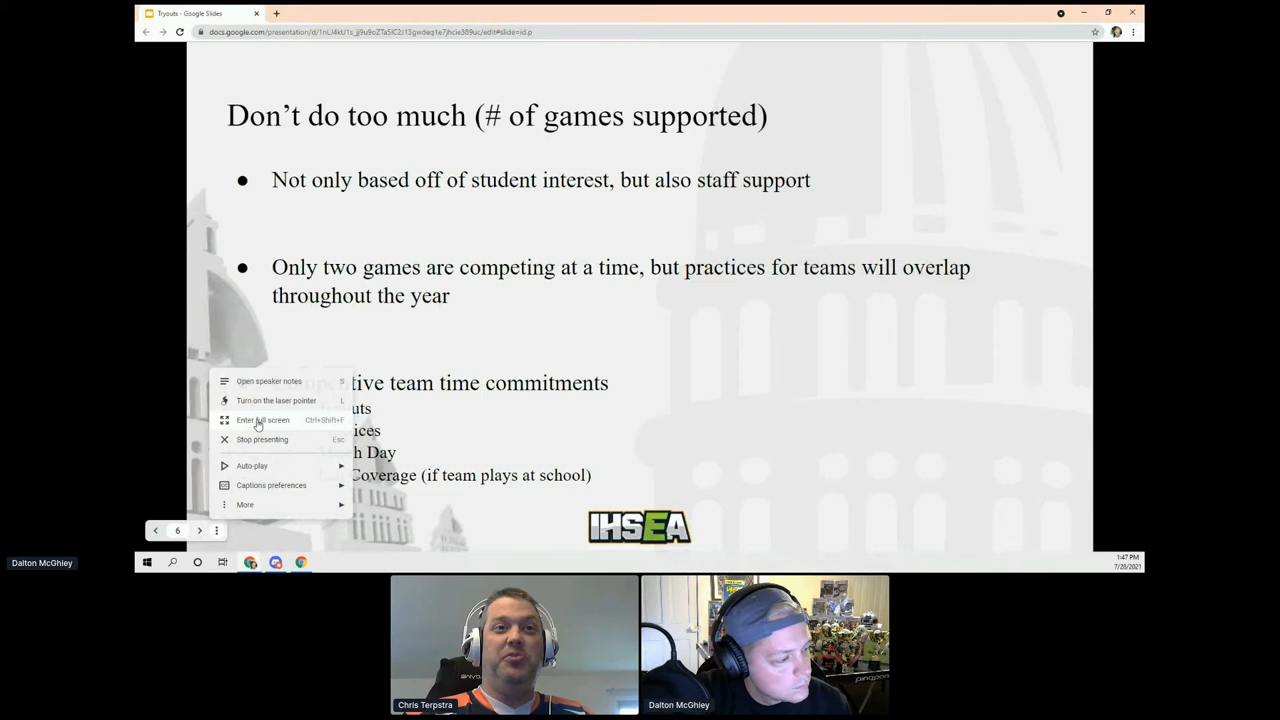 Tryouts - Google Slides
Don't do too much (# of games supported)
● Not only based off of student interest, but also staff support
● Only two games are competing at a time, but practices for teams will overlap
throughout the year
Open speaker notes S
tive team time commitments
Turn on the laser pointer L
uts
Enter full screen Ctrl+Shift+F
ices
Stop presenting Esc
h Day
Auto-play
Coverage (if team plays at school)
Captions preferences
More
IHSEA
6
Dalton McGhley
1:47 PM
7/28/2021
Chris Terpstra
Dalton McGhley